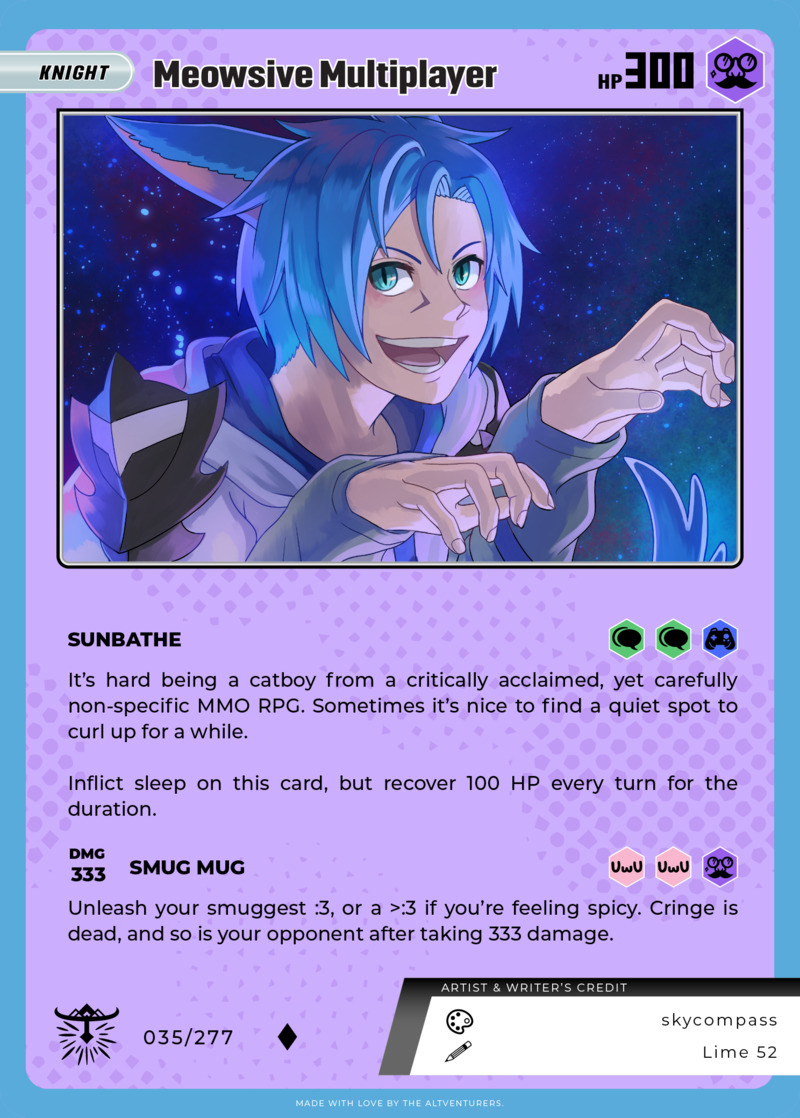 KNIGHT
Meowsive Multiplayer
HP 300
SUNBATHE
It's hard being a catboy from a critically acclaimed, yet carefully
non-specific MMO RPG. Sometimes it's nice to find a quiet spot to
curl up for a while.
Inflict sleep on this card, but recover 100 HP every turn for the
duration.
DMG
333
SMUG MUG
UwU UwU
Unleash your smuggest :3, or a >:3 if you're feeling spicy. Cringe is
dead, and so is your opponent after taking 333 damage.
ARTIST & WRITER'S CREDIT
skycompass
035/277
Lime 52
MADE WITH LOVE BY THE ALTVENTURERS.